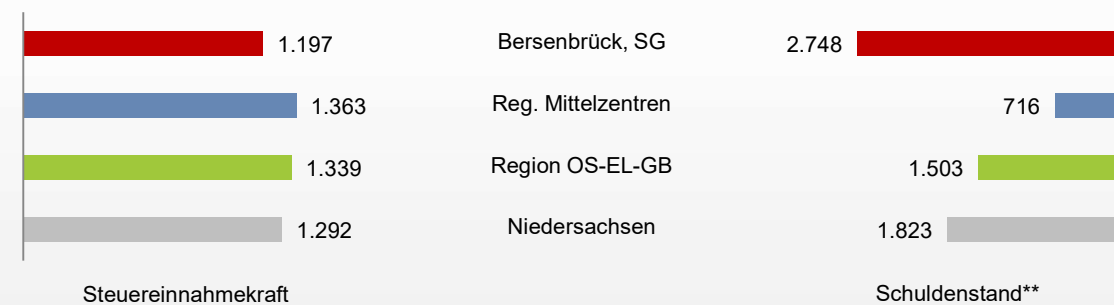 1.197 Bersenbrück, SG 2.748
1.363 Reg. Mittelzentren 716
1.339 Region OS-EL-GB 1.503
1.292 Niedersachsen 1.823
Steuereinnahmekraft Schuldenstand**